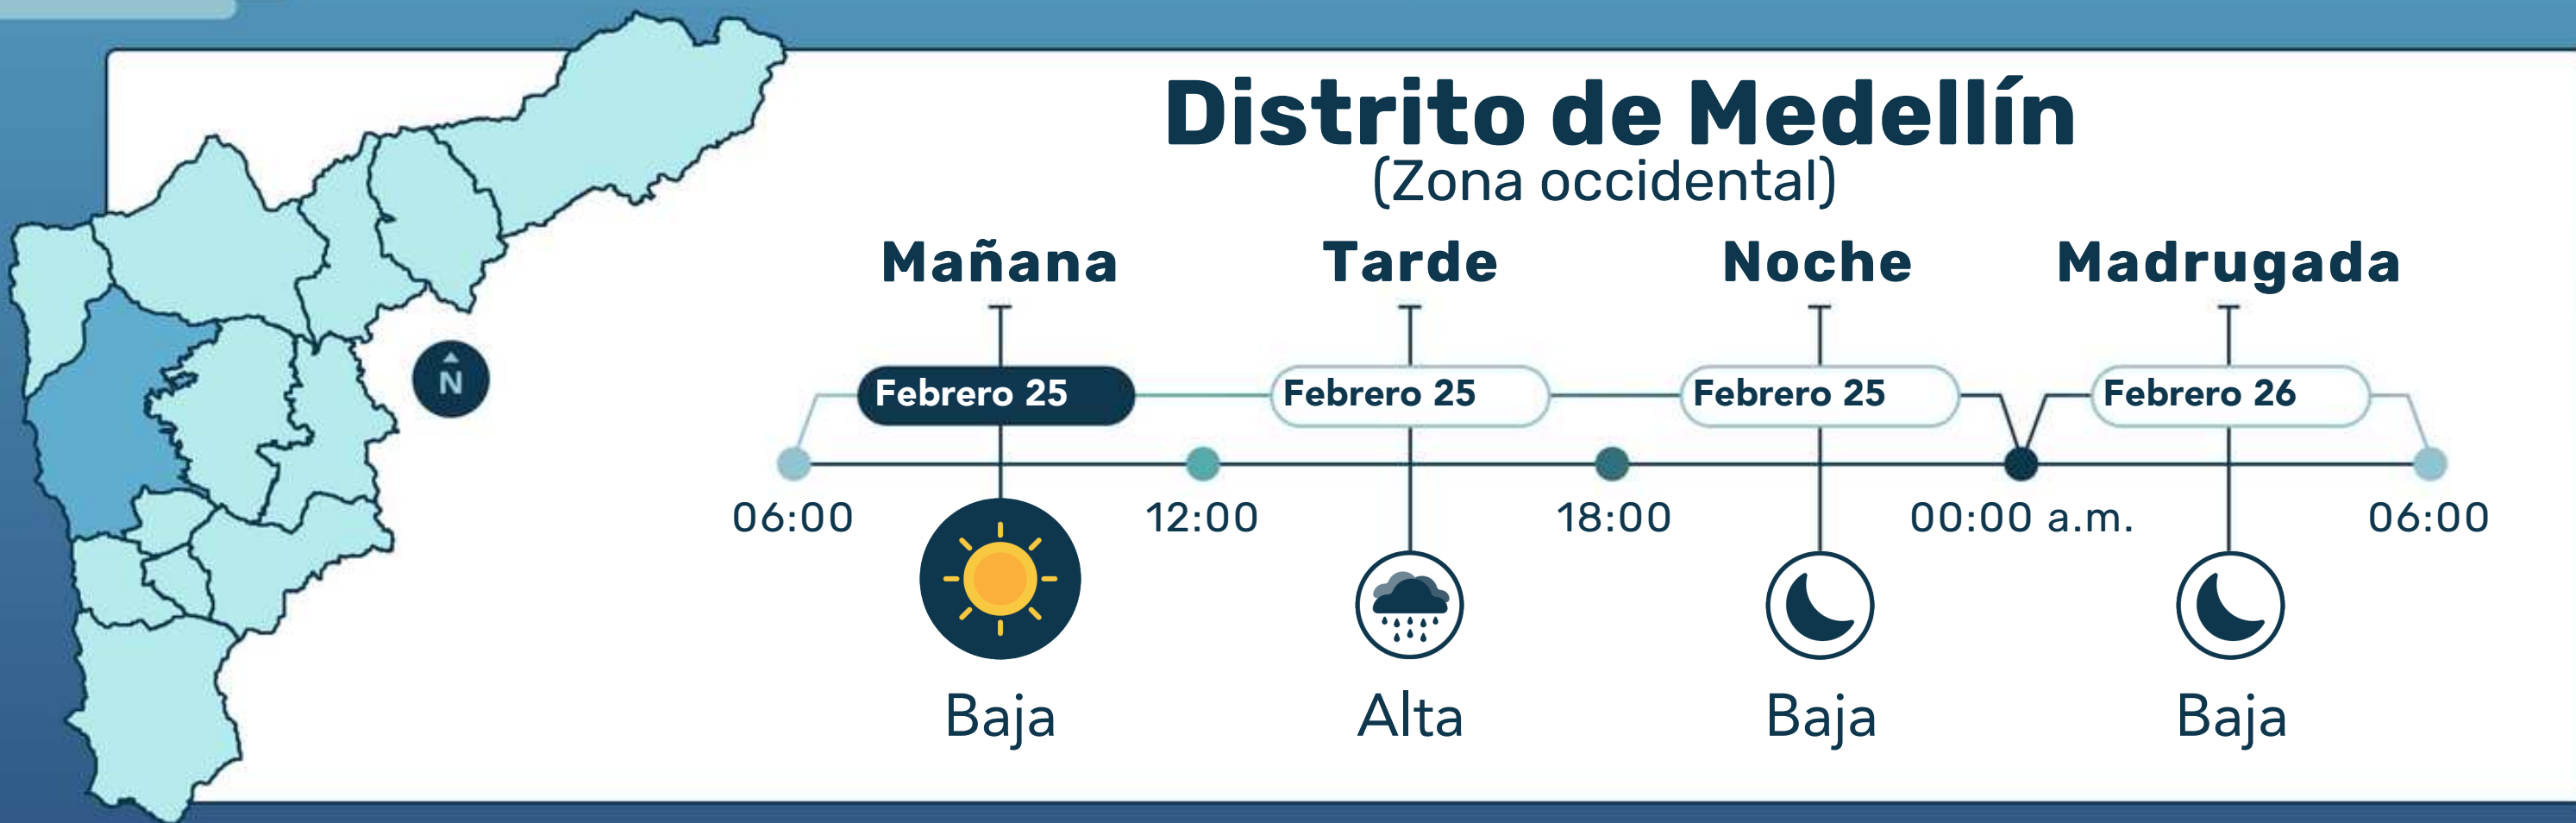 Distrito de Medellín
(Zona occidental)
Mañana Tarde Noche Madrugada
Febrero 25 Febrero 25 Febrero 25 Febrero 26
N
06:00 12:00 18:00 00:00 a.m. 06:00
Baja Alta Baja Baja